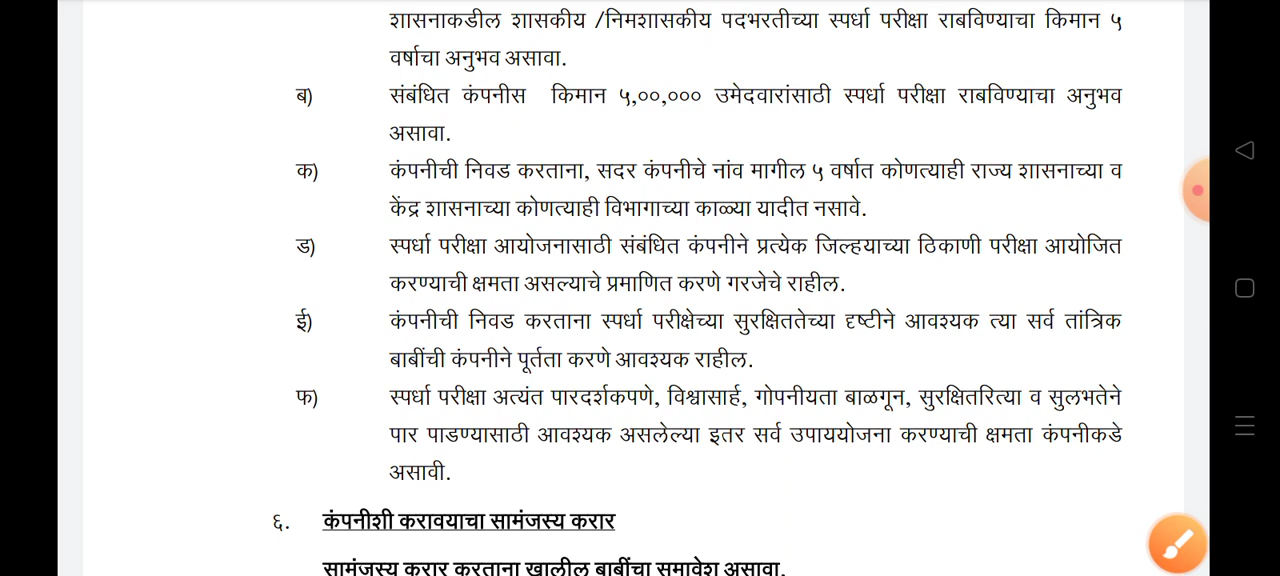 शासनाकडील शासकीय /निमशासकीय पदभरतीच्या स्पर्धा परीक्षा राबविण्याचा किमान ५
वर्षाचा अनुभव असावा.
ब) संबंधित कंपनीस किमान ५,००,००० उमेदवारांसाठी स्पर्धा परीक्षा राबविण्याचा अनुभव
असावा.
क) कंपनीची निवड करताना, सदर कंपनीचे नांव मागील ५ वर्षात कोणत्याही राज्य शासनाच्या व
केंद्र शासनाच्या कोणत्याही विभागाच्या काळ्या यादीत नसावे.
ड) स्पर्धा परीक्षा आयोजनासाठी संबंधित कंपनीने प्रत्येक जिल्हयाच्या ठिकाणी परीक्षा आयोजित
करण्याची क्षमता असल्याचे प्रमाणित करणे गरजेचे राहील.
ई) कंपनीची निवड करताना स्पर्धा परीक्षेच्या सुरक्षिततेच्या दृष्टीने आवश्यक त्या सर्व तांत्रिक
बाबींची कंपनीने पूर्तता करणे आवश्यक राहील.
फ) स्पर्धा परीक्षा अत्यंत पारदर्शकपणे, विश्वासार्ह, गोपनीयता बाळगून, सुरक्षितरित्या व सुलभतेने
पार पाडण्यासाठी आवश्यक असलेल्या इतर सर्व उपाययोजना करण्याची क्षमता कंपनीकडे
असावी.
६. कंपनीशी करावयाचा सामंजस्य करार
सामंजस्य करार करताना खालील बाबींचा समावेश असावा.